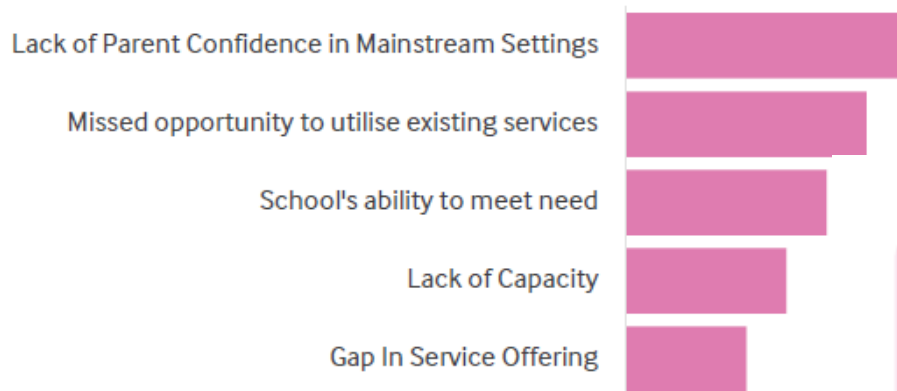 Lack of Parent Confidence in Mainstream Settings
Missed opportunity to utilise existing services
School's ability to meet need
Lack of Capacity
Gap In Service Offering